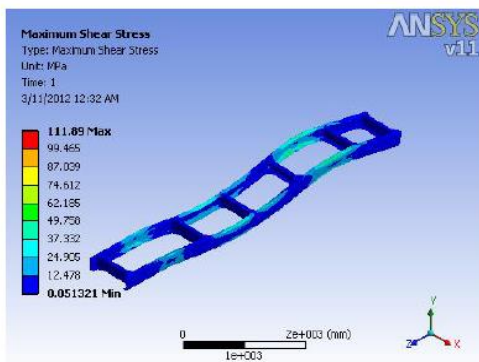 ANSYS
v11
Maximum Shear Stress
Type: Maximum Shear Stress
Unit: MPa
Time: 1
3/11/2012 12:32 AM
111.89 Max
99.465
87.039
74.612
62.185
49.758
37.332
24.905
12.478
0.051321 Min
0
2e+003 (mm)
1e+003
Y
Z
X